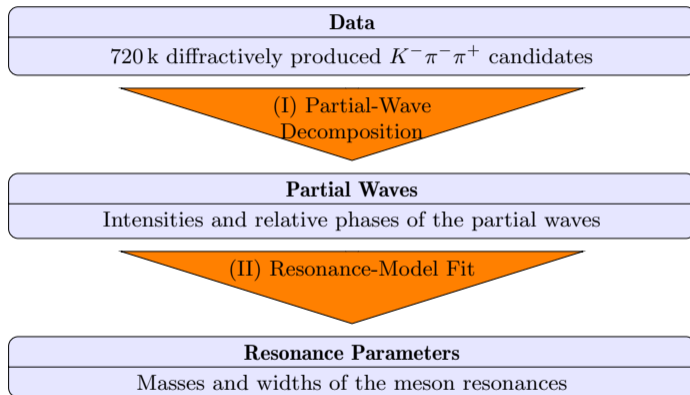 Data
720 k diffractively produced K⁻π⁻π⁺ candidates
(I) Partial-Wave
Decomposition
Partial Waves
Intensities and relative phases of the partial waves
(II) Resonance-Model Fit
Resonance Parameters
Masses and widths of the meson resonances